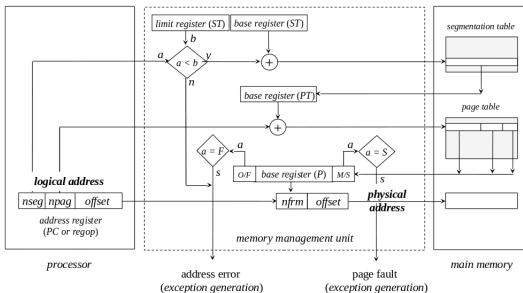 limit register (ST) base register (ST)
segmentation table
b
a
a < b
y
+
n
base register (PT)
page table
+
a = F
a
a
a = S
s
O/F base register (P) M/S
s
logical address
physical address
nseg npag offset
nfrm offset
address register
(PC or regop)
memory management unit
processor
main memory
address error
(exception generation)
page fault
(exception generation)